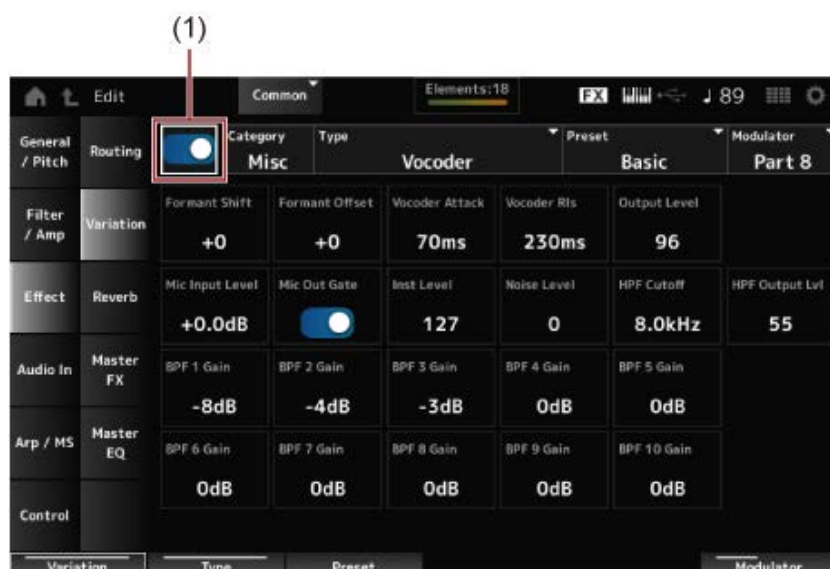 (1)
Edit
Common
Elements:18
FX
♩ 89
General / Pitch
Routing
Category
Misc
Type
Vocoder
Preset
Basic
Modulator
Part 8
Filter / Amp
Variation
Formant Shift
+0
Formant Offset
+0
Vocoder Attack
70ms
Vocoder Rls
230ms
Output Level
96
Effect
Reverb
Mic Input Level
+0.0dB
Mic Out Gate
Inst Level
127
Noise Level
0
HPF Cutoff
8.0kHz
HPF Output Lvl
55
Audio In
Master FX
BPF 1 Gain
-8dB
BPF 2 Gain
-4dB
BPF 3 Gain
-3dB
BPF 4 Gain
0dB
BPF 5 Gain
0dB
Arp / MS
Master EQ
BPF 6 Gain
0dB
BPF 7 Gain
0dB
BPF 8 Gain
0dB
BPF 9 Gain
0dB
BPF 10 Gain
0dB
Control
Variation
Type
Preset
Modulator